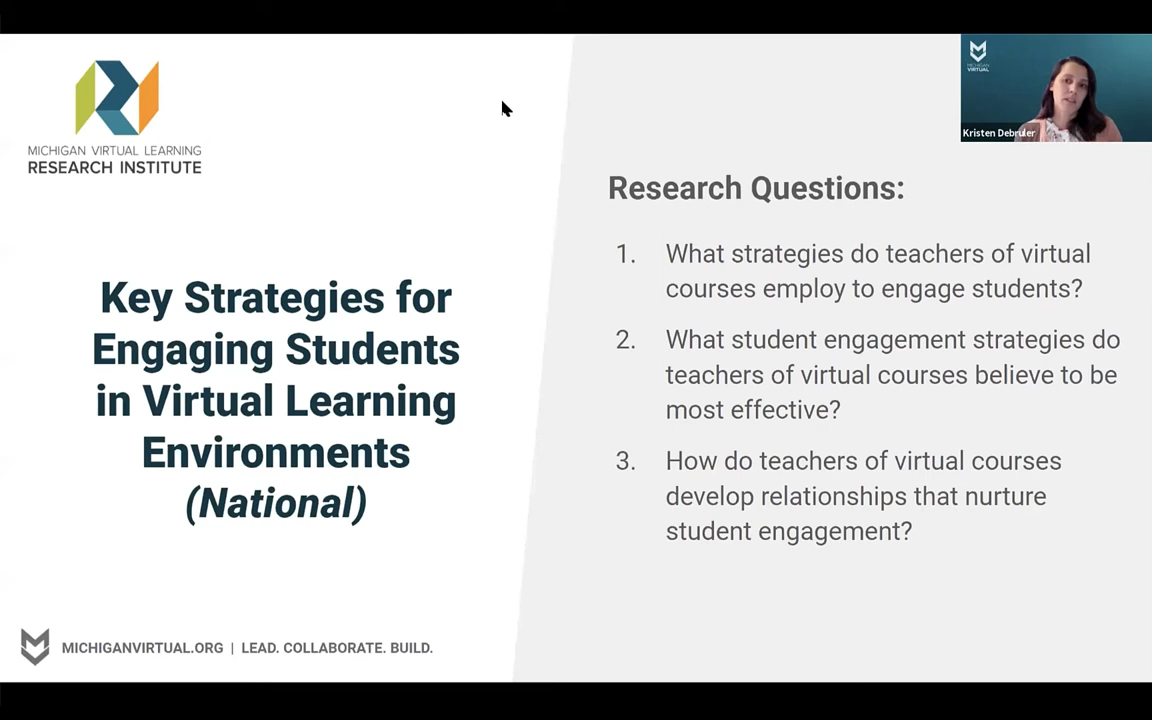 MICHIGAN VIRTUAL LEARNING
RESEARCH INSTITUTE
Key Strategies for
Engaging Students
in Virtual Learning
Environments
(National)
MICHIGANVIRTUAL.ORG | LEAD. COLLABORATE. BUILD.
MICHIGAN
VIRTUAL
Kristen Debruler
Research Questions:
1. What strategies do teachers of virtual
courses employ to engage students?
2. What student engagement strategies do
teachers of virtual courses believe to be
most effective?
3. How do teachers of virtual courses
develop relationships that nurture
student engagement?